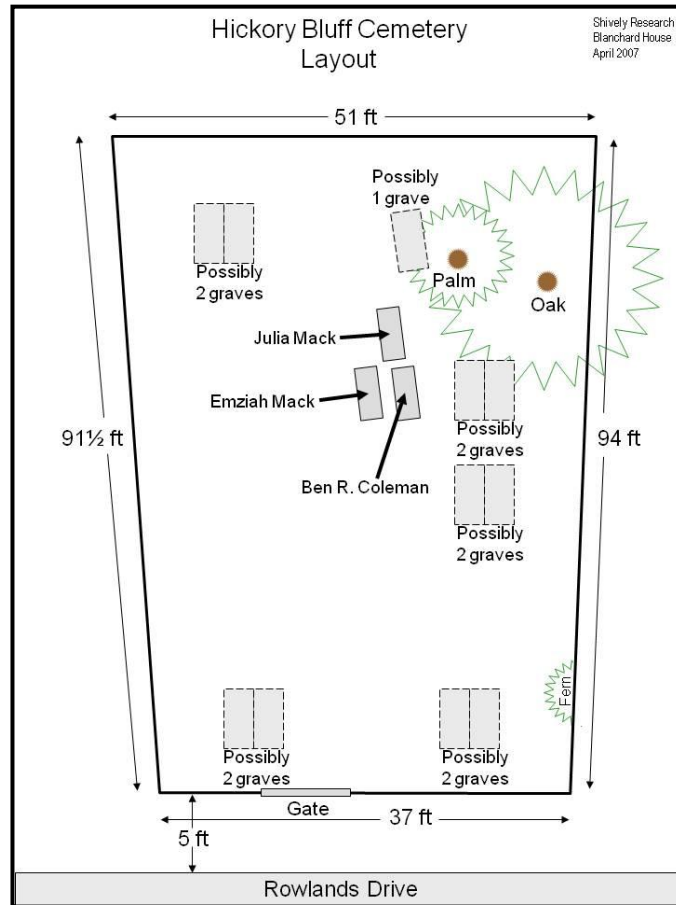 Hickory Bluff Cemetery
Layout
Shively Research
Blanchard House
April 2007
51 ft
Possibly
1 grave
Possibly
2 graves
Palm
Oak
Julia Mack
Emziah Mack
Ben R. Coleman
Possibly
2 graves
91½ ft
94 ft
Possibly
2 graves
Fern
Possibly
2 graves
Possibly
2 graves
Gate
37 ft
5 ft
Rowlands Drive